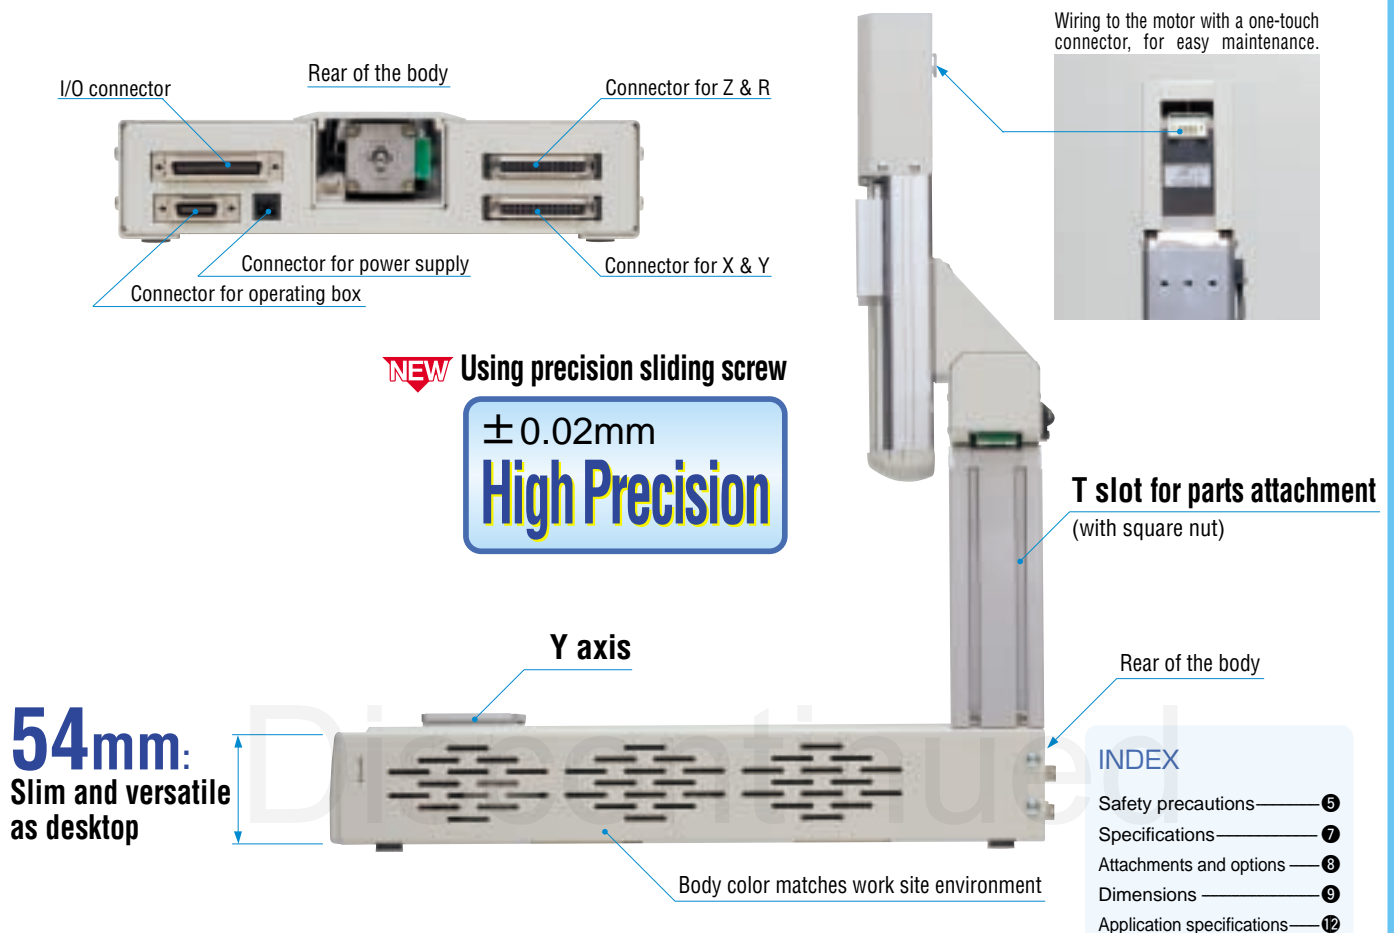 Wiring to the motor with a one-touch
connector, for easy maintenance.
Rear of the body
I/O connector
Connector for Z & R
Connector for power supply
Connector for X & Y
Connector for operating box
NEW Using precision sliding screw
±0.02mm
High Precision
T slot for parts attachment
(with square nut)
Y axis
Rear of the body
54mm:
Slim and versatile
as desktop
Discontinued
Body color matches work site environment
INDEX
Safety precautions 5
Specifications 7
Attachments and options 8
Dimensions 9
Application specifications 12